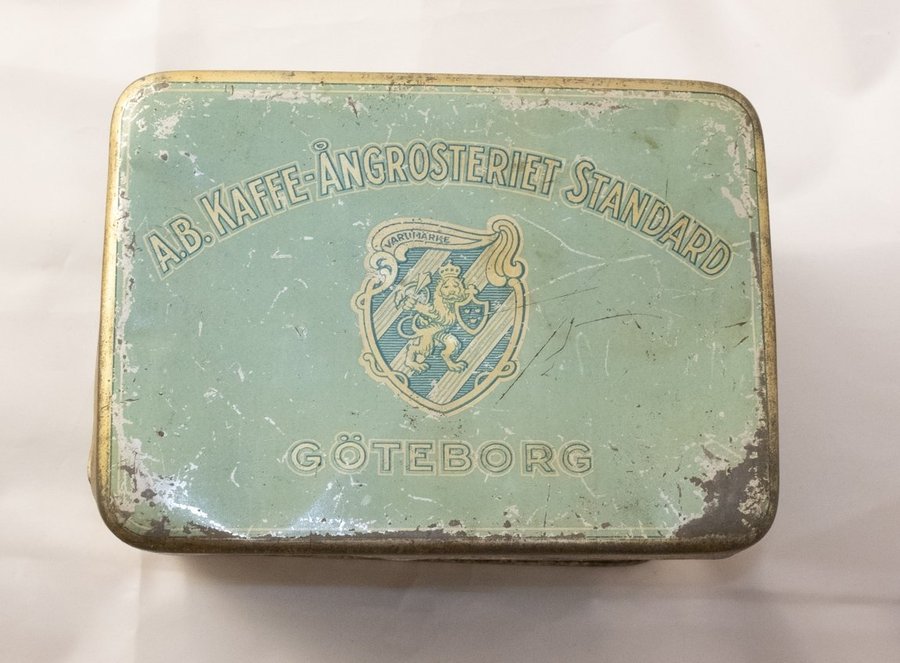 A.B. KAFFE-ÅNGROSTERIET STANDARD
VARUMÄRKE
GÖTEBORG